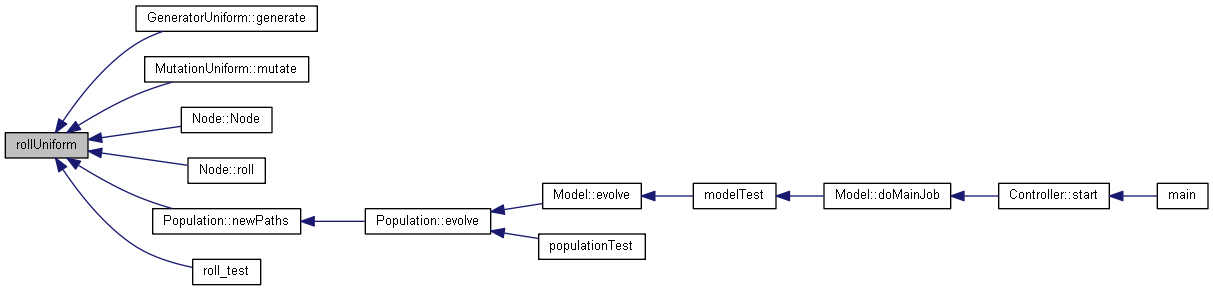 GeneratorUniform::generate
MutationUniform::mutate
Node::Node
rollUniform
Node::roll
Model::evolve
modelTest
Model::doMainJob
Controller::start
main
Population::newPaths
Population::evolve
populationTest
roll_test